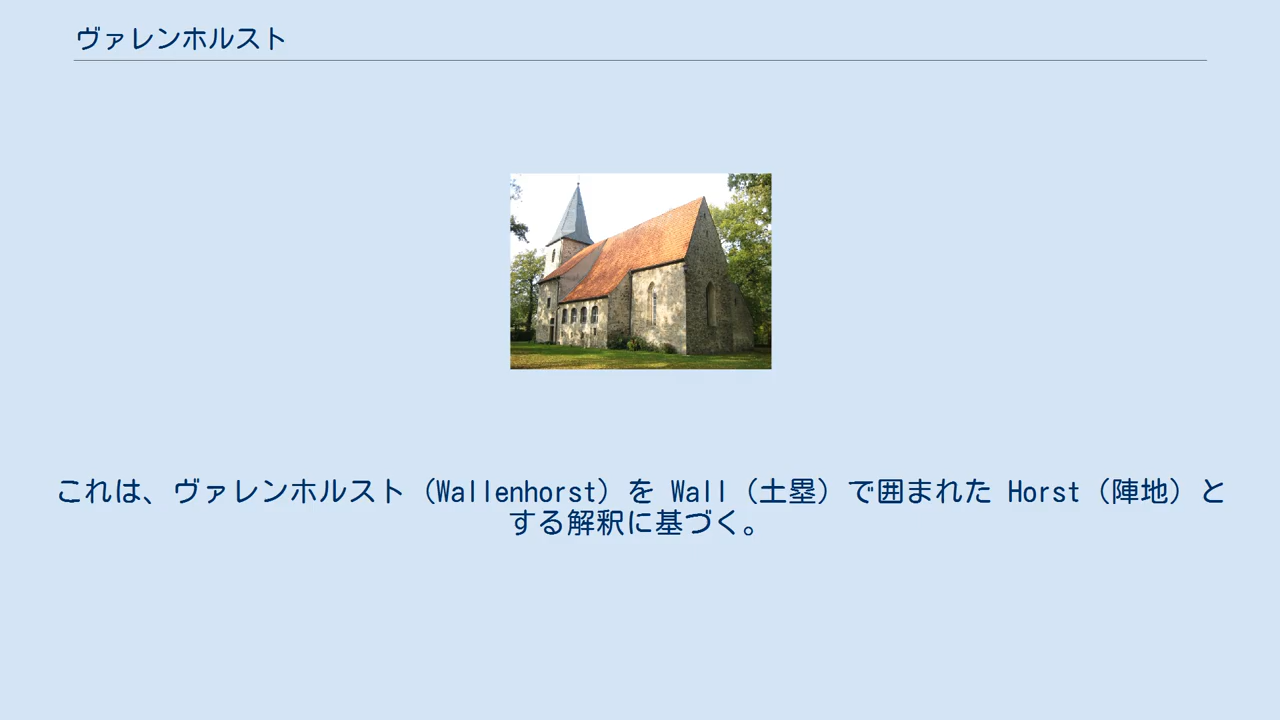 ヴァレンホルスト
これは、ヴァレンホルスト（Wallenhorst）を Wall（土塁）で囲まれた Horst（陣地）と
する解釈に基づく。